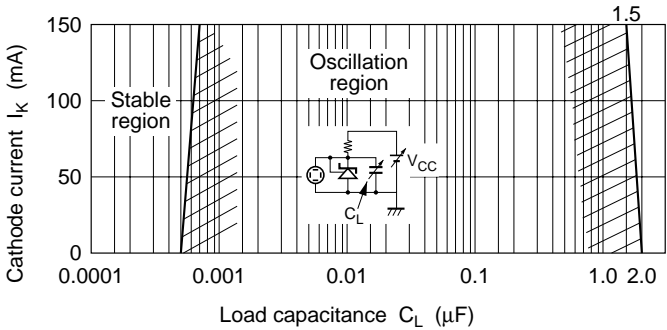 1.5
150
100
50
0
Cathode current I_K (mA)
Stable
region
Oscillation
region
V_CC
C_L
0.0001
0.001
0.01
0.1
1.0
2.0
Load capacitance C_L (μF)